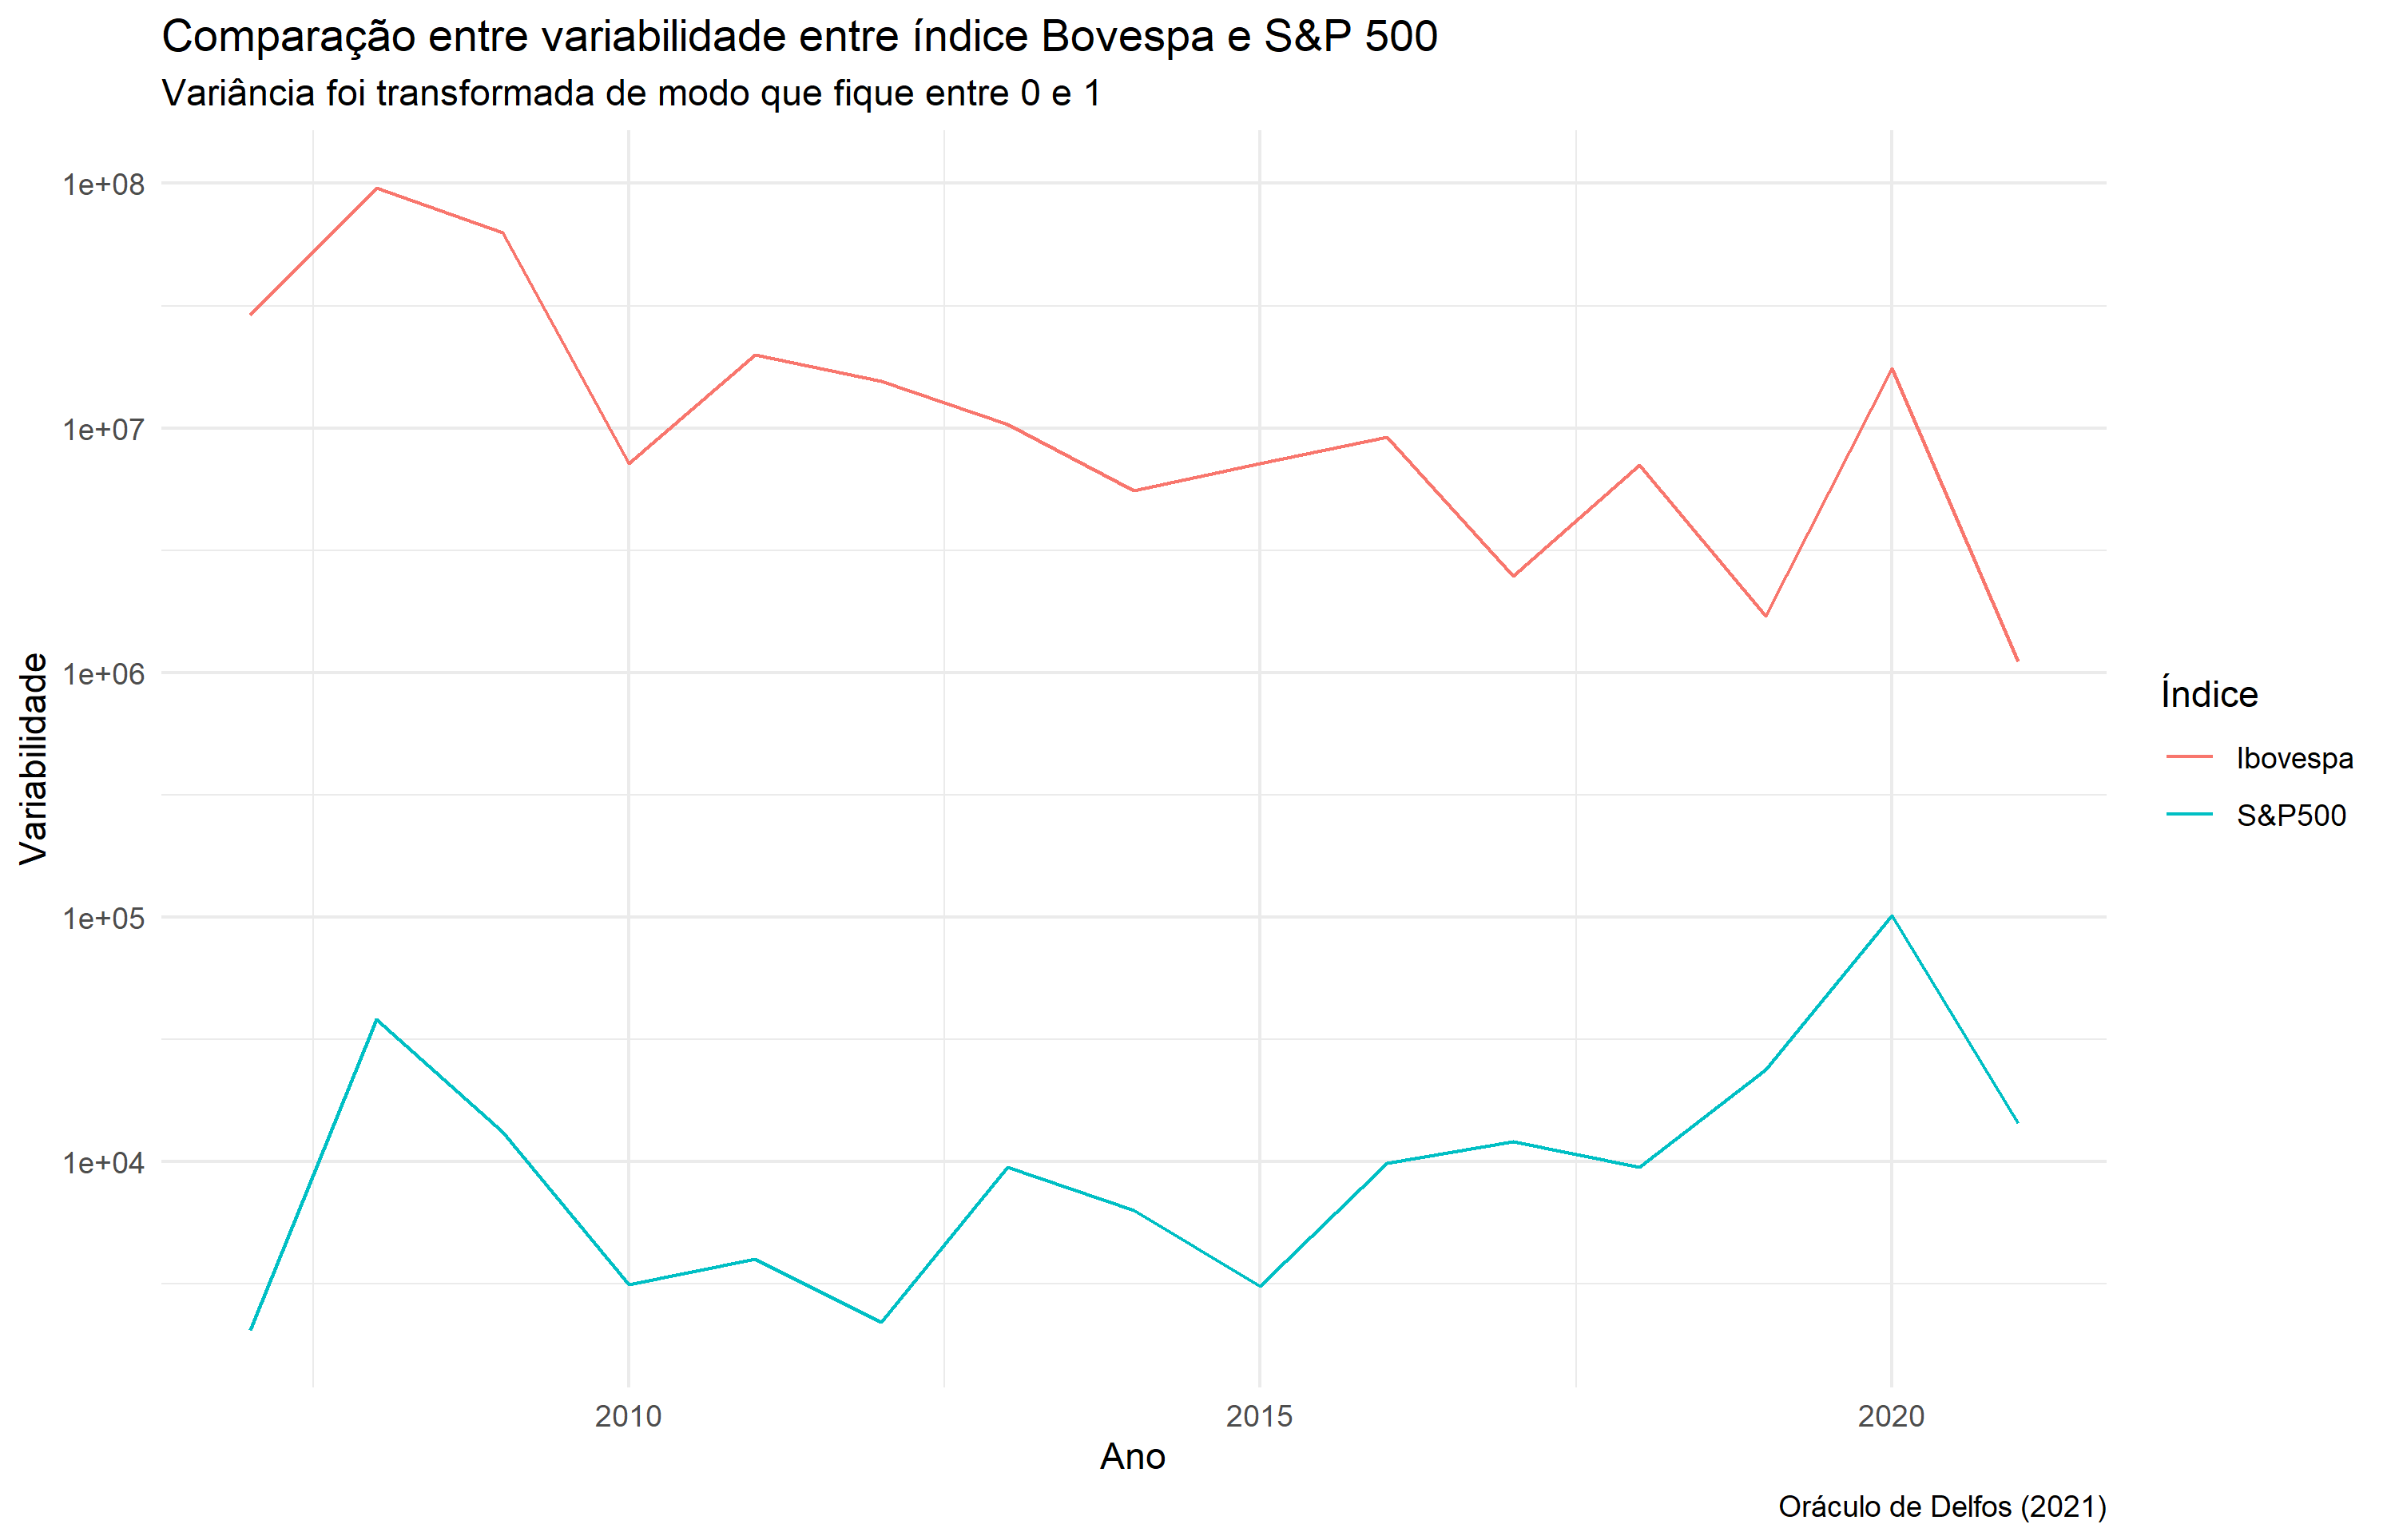 Comparação entre variabilidade entre índice Bovespa e S&P 500
Variância foi transformada de modo que fique entre 0 e 1
1e+08
1e+07
1e+06
1e+05
1e+04
Variabilidade
2010
2015
2020
Ano
Índice
Ibovespa
S&P500
Oráculo de Delfos (2021)